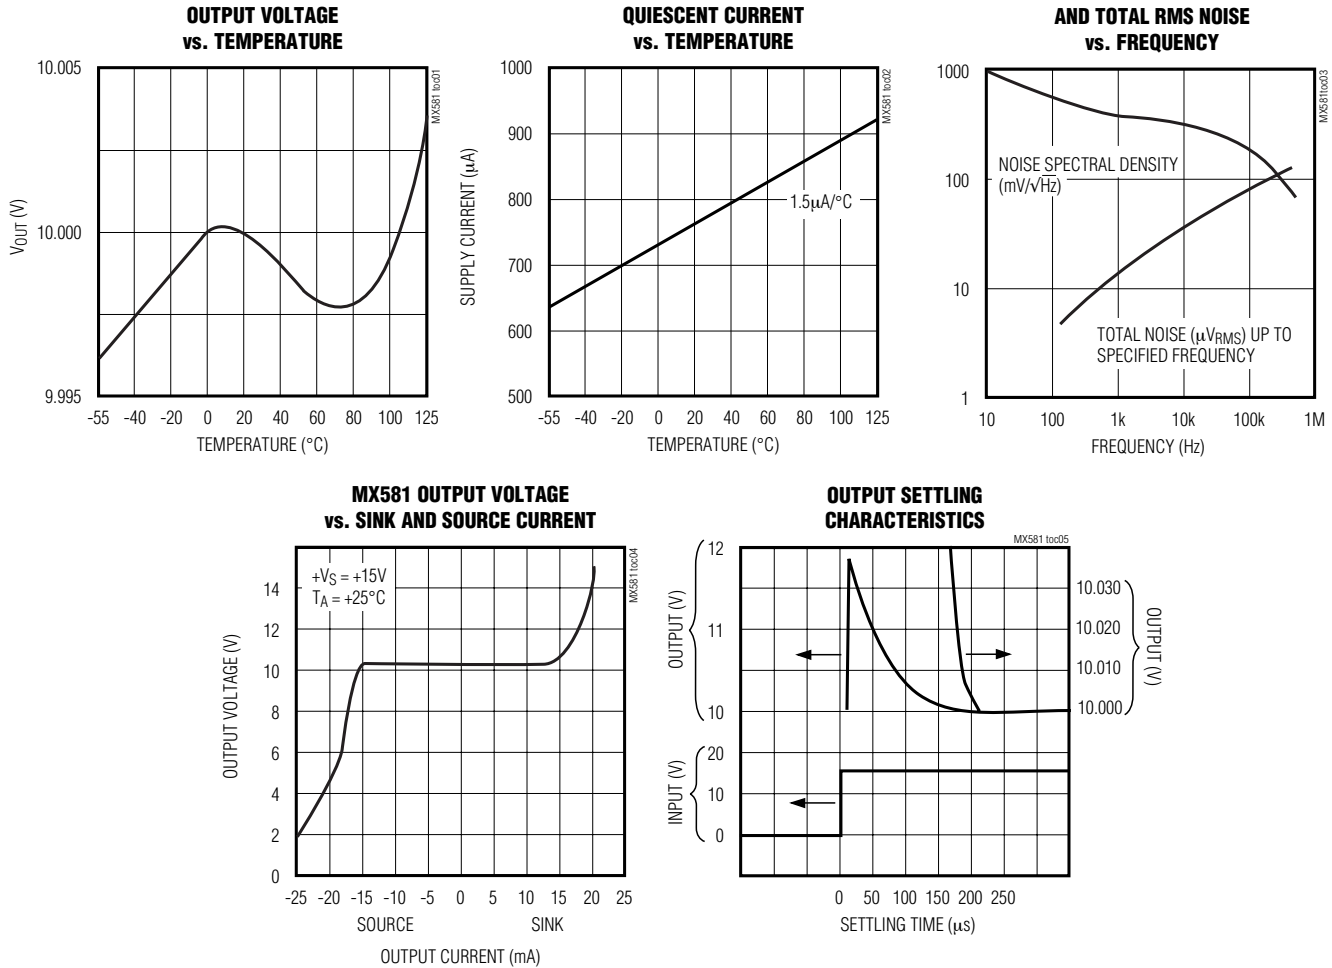 OUTPUT VOLTAGE
vs. TEMPERATURE
MX581 toc01
10.005
10.000
9.995
VOUT (V)
-55 -40 -20 0 20 40 60 80 100 125
TEMPERATURE (°C)
QUIESCENT CURRENT
vs. TEMPERATURE
MX581 toc02
1000
900
800
700
600
500
SUPPLY CURRENT (µA)
1.5µA/°C
-55 -40 -20 0 20 40 60 80 100 125
TEMPERATURE (°C)
AND TOTAL RMS NOISE
vs. FREQUENCY
MX581toc03
1000
100
10
1
NOISE SPECTRAL DENSITY
(mV/√Hz)
TOTAL NOISE (µVRMS) UP TO
SPECIFIED FREQUENCY
10 100 1k 10k 100k 1M
FREQUENCY (Hz)
MX581 OUTPUT VOLTAGE
vs. SINK AND SOURCE CURRENT
MX581 toc04
+VS = +15V
TA = +25°C
14
12
10
8
6
4
2
0
OUTPUT VOLTAGE (V)
-25 -20 -15 -10 -5 0 5 10 15 20 25
SOURCE SINK
OUTPUT CURRENT (mA)
OUTPUT SETTLING
CHARACTERISTICS
MX581 toc05
OUTPUT (V)
12
11
10
INPUT (V)
20
10
0
10.030
10.020
10.010
10.000
OUTPUT (V)
0 50 100 150 200 250
SETTLING TIME (µs)